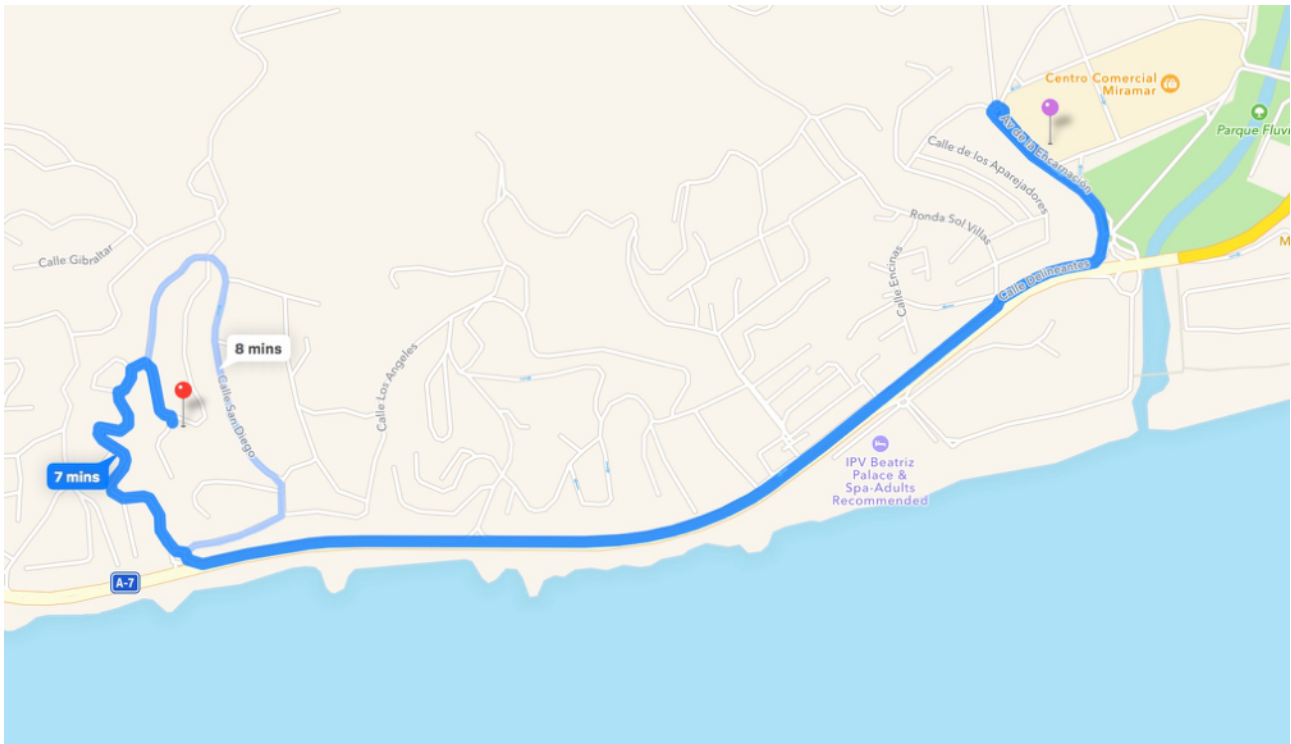 Centro Comercial
Miramar
Parque Fluvi
Av de la Encarnación
Calle de los Aparejadores
Ronda Sol Villas
M
Calle Gibraltar
Calle Encinas
Calle Delineantes
8 mins
Calle Los Angeles
Calle San Diego
7 mins
IPV Beatriz
Palace &
Spa-Adults
Recommended
A-7